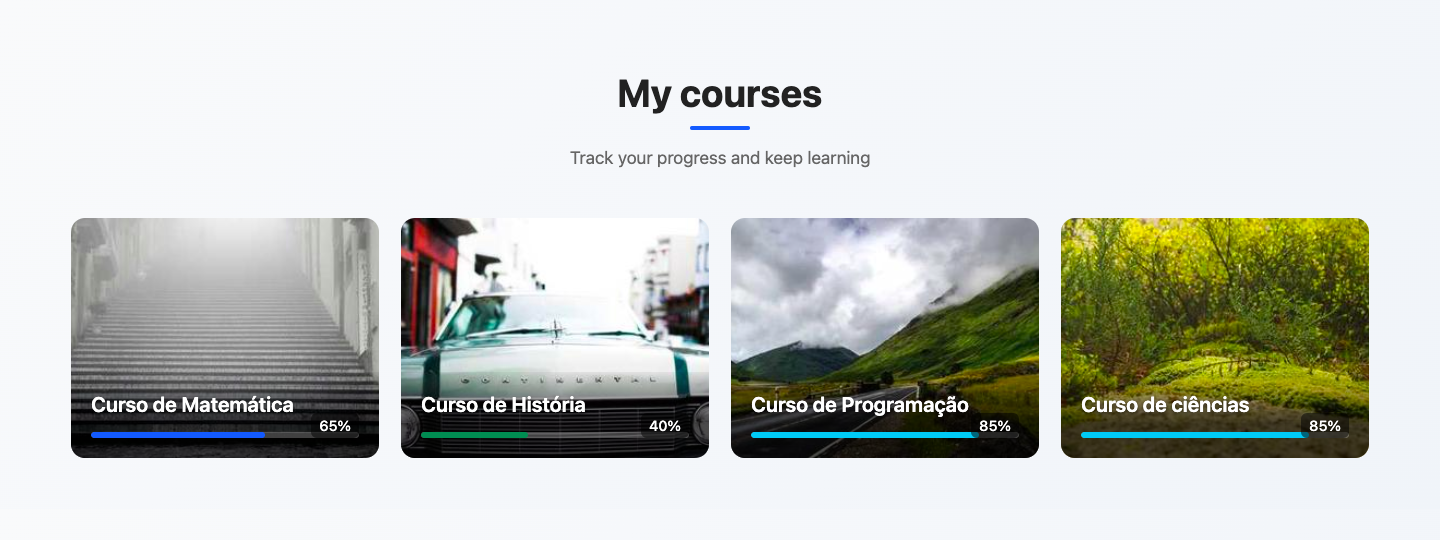 My courses
Track your progress and keep learning
CONTINENTAL
Curso de Matemática
65%
Curso de História
40%
Curso de Programação
85%
Curso de ciências
85%